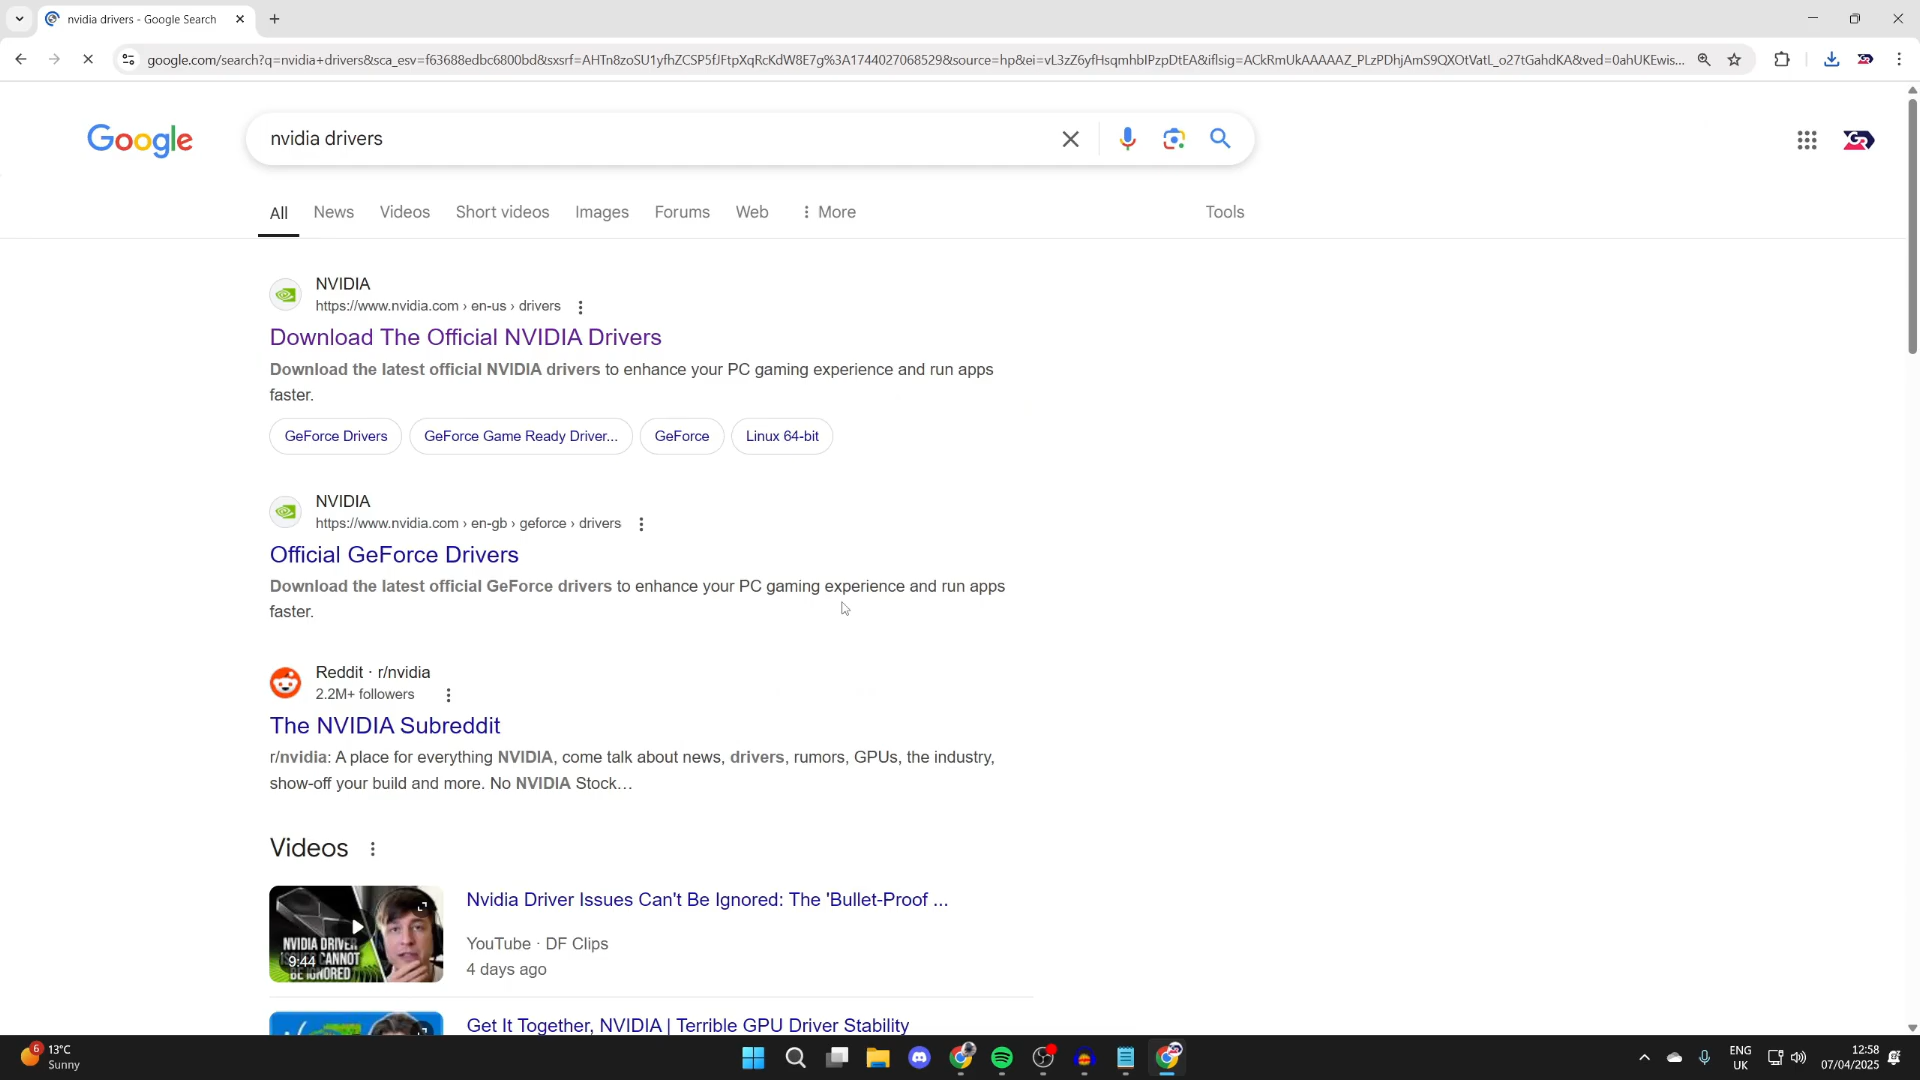 nvidia drivers - Google Search
google.com/search?q=nvidia+drivers&sca_esv=f63688edbc6800bd&sxsrf=AHTn8zoSU1yfhZCSP5fJFtpXqRcKdW8E7g%3A1744027068529&source=hp&ei=vL3zZ6yfHsqmhbIPzpDtEA&iflsig=ACkRmUkAAAAAZ_PLzPDhjAmS9QXOtVatL_o27tGahdKA&ved=0ahUKEwis...
Google
nvidia drivers
All News Videos Short videos Images Forums Web More Tools
NVIDIA
https://www.nvidia.com › en-us › drivers
Download The Official NVIDIA Drivers
Download the latest official NVIDIA drivers to enhance your PC gaming experience and run apps
faster.
GeForce Drivers GeForce Game Ready Driver... GeForce Linux 64-bit
NVIDIA
https://www.nvidia.com › en-gb › geforce › drivers
Official GeForce Drivers
Download the latest official GeForce drivers to enhance your PC gaming experience and run apps
faster.
Reddit · r/nvidia
2.2M+ followers
The NVIDIA Subreddit
r/nvidia: A place for everything NVIDIA, come talk about news, drivers, rumors, GPUs, the industry,
show-off your build and more. No NVIDIA Stock...
Videos
Nvidia Driver Issues Can't Be Ignored: The 'Bullet-Proof ...
YouTube · DF Clips
4 days ago
NVIDIA DRIVER
CANNOT
BE IGNORED
9:44
Get It Together, NVIDIA | Terrible GPU Driver Stability
6
13°C
Sunny
ENG
UK
12:58
07/04/2025